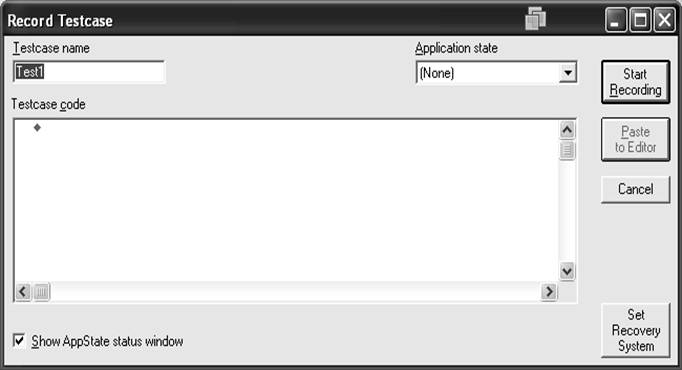 Record Testcase
Testcase name
Application state
Test1
(None)
Start
Recording
Testcase code
Paste
to Editor
Cancel
Set
Recovery
System
Show AppState status window